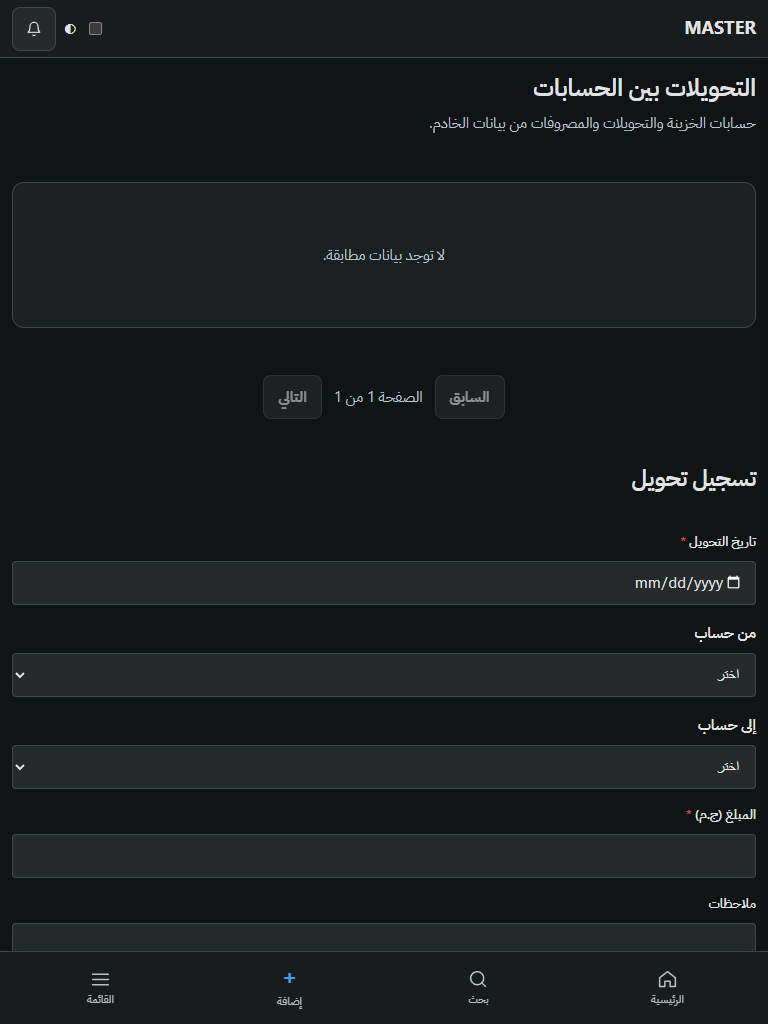 MASTER
التحويلات بين الحسابات
حسابات الخزينة والتحويلات والمصروفات من بيانات الخادم.
لا توجد بيانات مطابقة.
السابق
الصفحة 1 من 1
التالي
تسجيل تحويل
تاريخ التحويل *
mm/dd/yyyy
من حساب
اختر
إلى حساب
اختر
المبلغ (ج.م) *
ملاحظات
الرئيسية
بحث
إضافة
القائمة